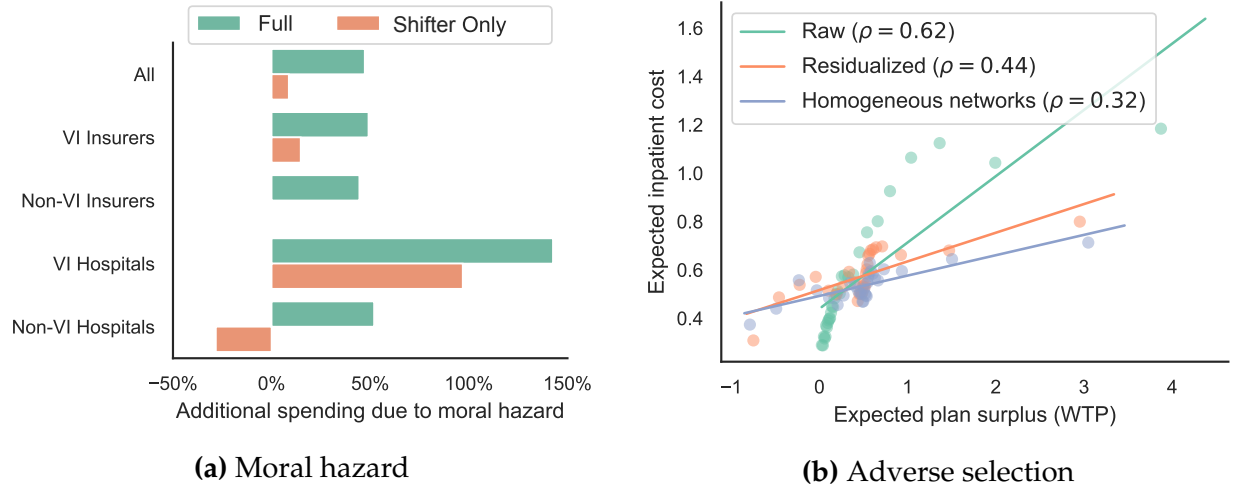 Full
Shifter Only
All
VI Insurers
Non-VI Insurers
VI Hospitals
Non-VI Hospitals
−50%
0%
50%
100%
150%
Additional spending due to moral hazard
(a) Moral hazard
Raw (ρ = 0.62)
Residualized (ρ = 0.44)
Homogeneous networks (ρ = 0.32)
Expected inpatient cost
1.6
1.4
1.2
1.0
0.8
0.6
0.4
−1
0
1
2
3
4
Expected plan surplus (WTP)
(b) Adverse selection